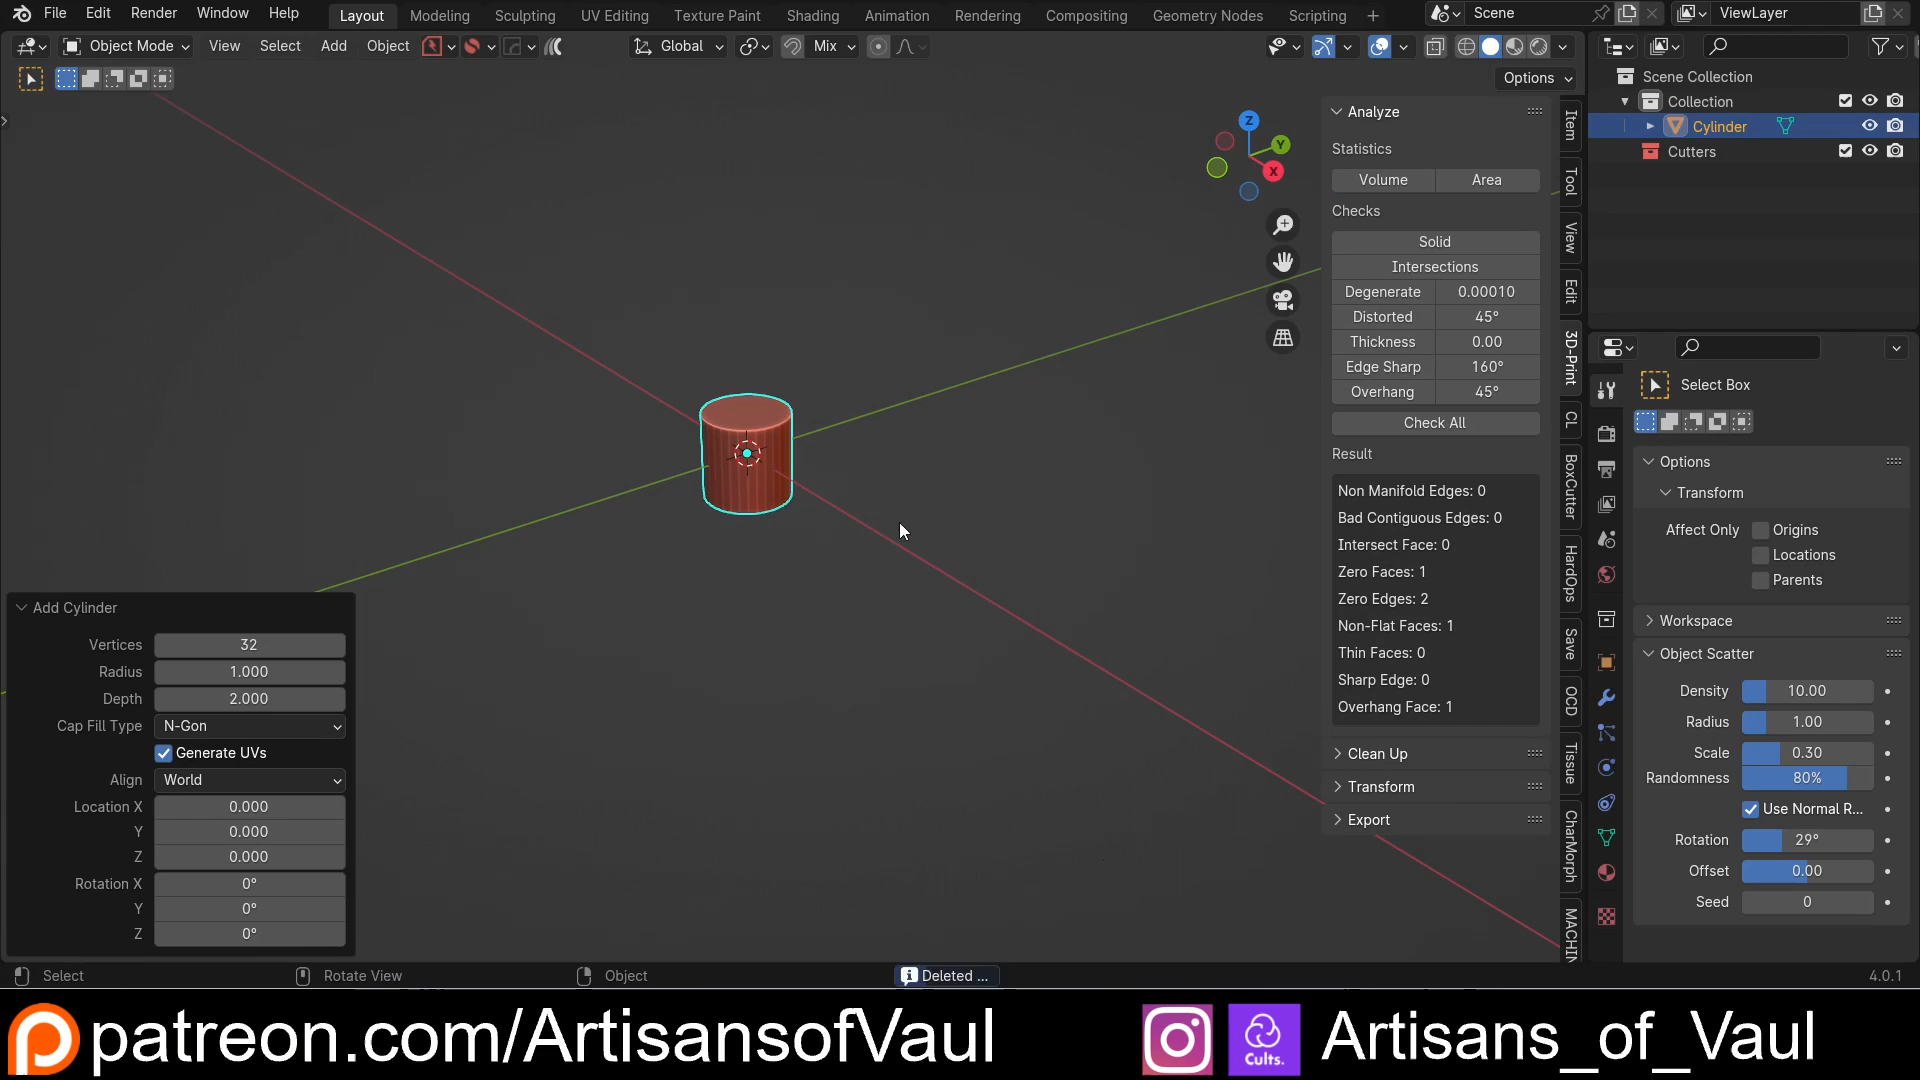 File Edit Render Window Help Layout Modeling Sculpting UV Editing Texture Paint Shading Animation Rendering Compositing Geometry Nodes Scripting + Scene ViewLayer
Object Mode View Select Add Object Global Mix
Options
Scene Collection
Collection
Cylinder
Cutters
Z
Y
X
Analyze
Statistics
Volume Area
Checks
Solid
Intersections
Degenerate 0.00010
Distorted 45°
Thickness 0.00
Edge Sharp 160°
Overhang 45°
Check All
Result
Non Manifold Edges: 0
Bad Contiguous Edges: 0
Intersect Face: 0
Zero Faces: 1
Zero Edges: 2
Non-Flat Faces: 1
Thin Faces: 0
Sharp Edge: 0
Overhang Face: 1
Clean Up
Transform
Export
Item
Tool
View
Edit
3D-Print
CL
BoxCutter
HardOps
Save
OCD
Tissue
CharMorph
MACHIN
Select Box
Options
Transform
Affect Only Origins
Locations
Parents
Workspace
Object Scatter
Density 10.00
Radius 1.00
Scale 0.30
Randomness 80%
Use Normal R...
Rotation 29°
Offset 0.00
Seed 0
Add Cylinder
Vertices 32
Radius 1.000
Depth 2.000
Cap Fill Type N-Gon
Generate UVs
Align World
Location X 0.000
Y 0.000
Z 0.000
Rotation X 0°
Y 0°
Z 0°
Select Rotate View Object Deleted ... 4.0.1
patreon.com/ArtisansofVaul Cults. Artisans_of_Vaul